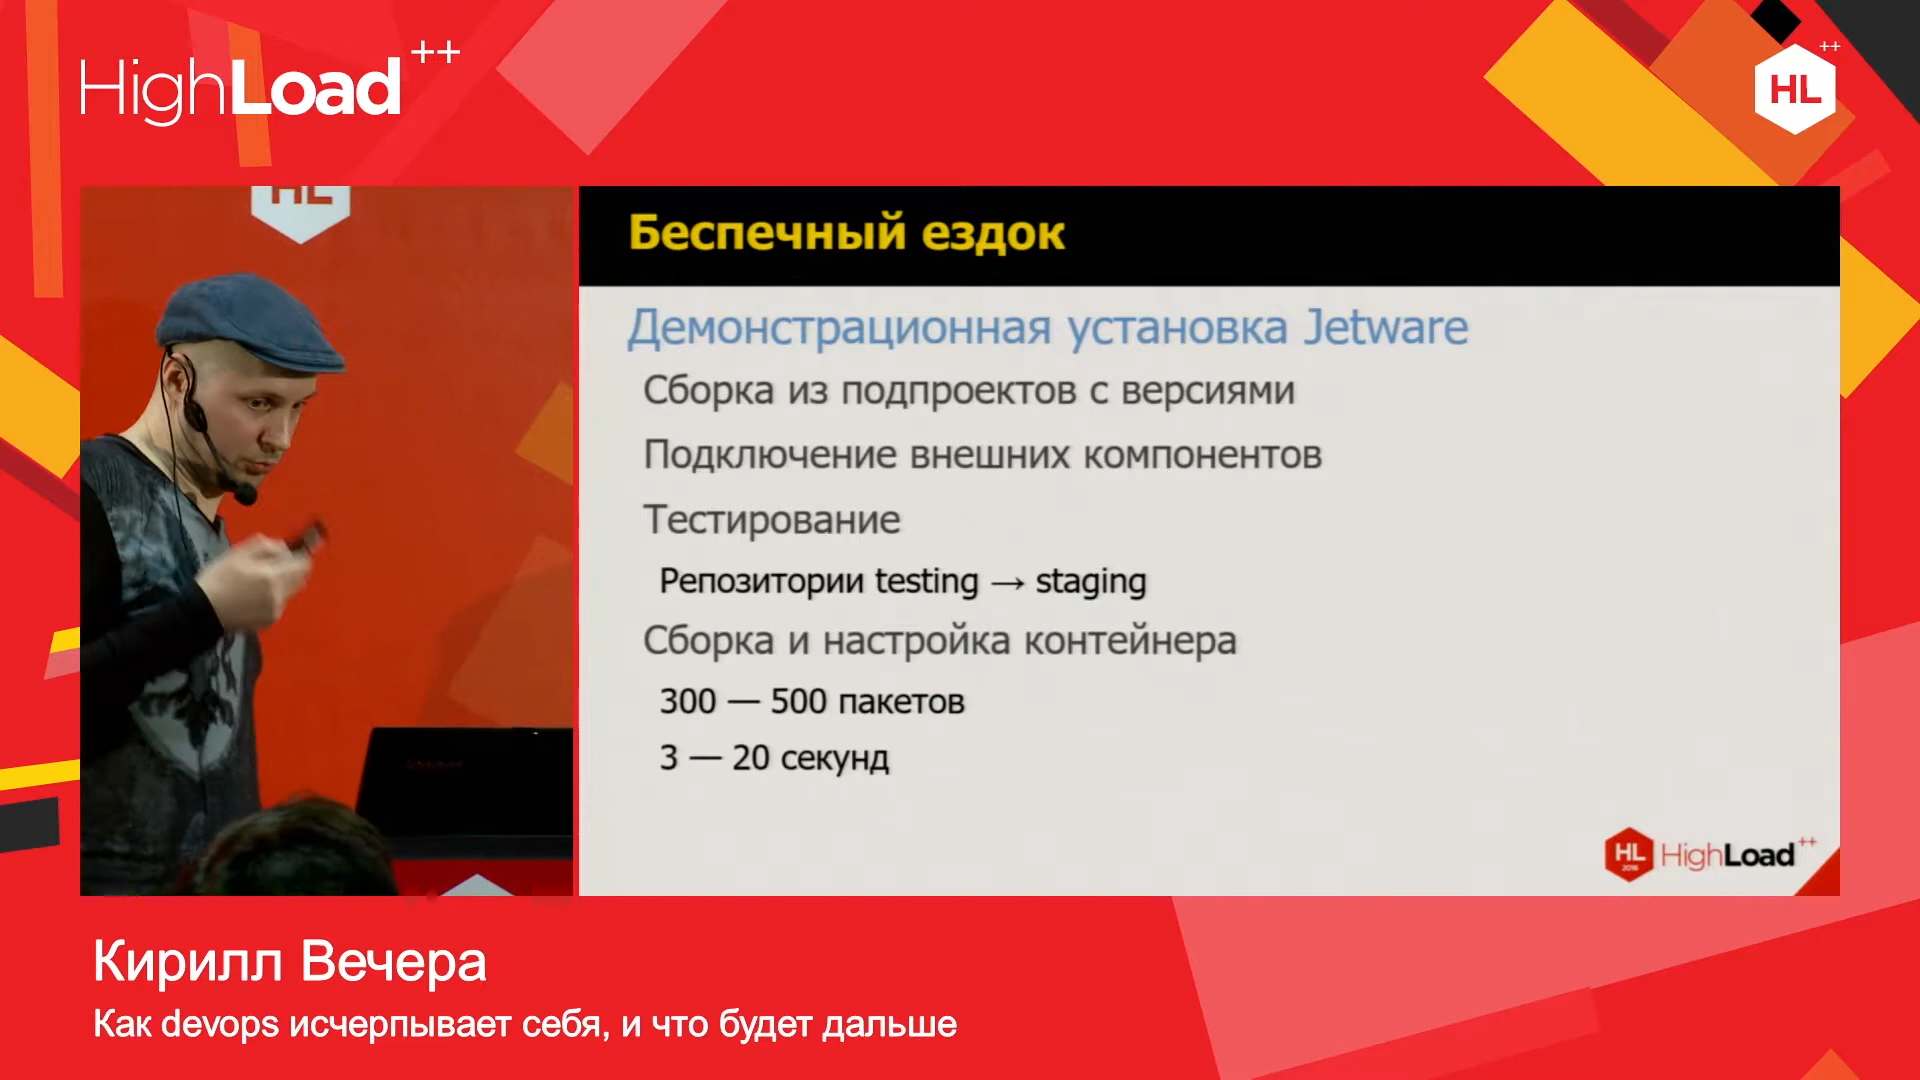 HighLoad++
HL++
HL
Беспечный ездок
Демонстрационная установка Jetware
Сборка из подпроектов с версиями
Подключение внешних компонентов
Тестирование
Репозитории testing → staging
Сборка и настройка контейнера
300 — 500 пакетов
3 — 20 секунд
HL
2016
HighLoad++
Кирилл Вечера
Как devops исчерпывает себя, и что будет дальше